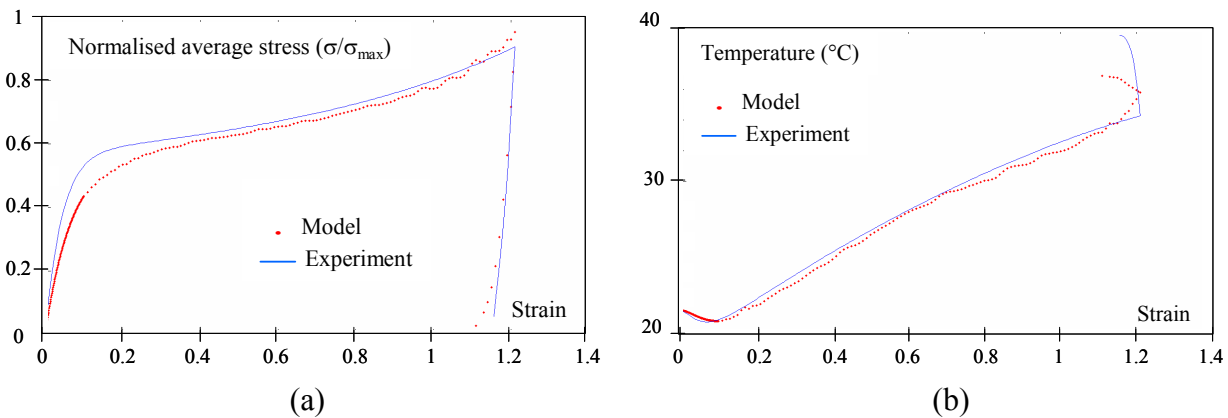 1
Normalised average stress (σ/σmax)
0.8
0.6
0.4
Model
Experiment
0.2
Strain
0
0 0.2 0.4 0.6 0.8 1 1.2 1.4
(a)
40
Temperature (°C)
Model
Experiment
30
Strain
20
0 0.2 0.4 0.6 0.8 1 1.2 1.4
(b)